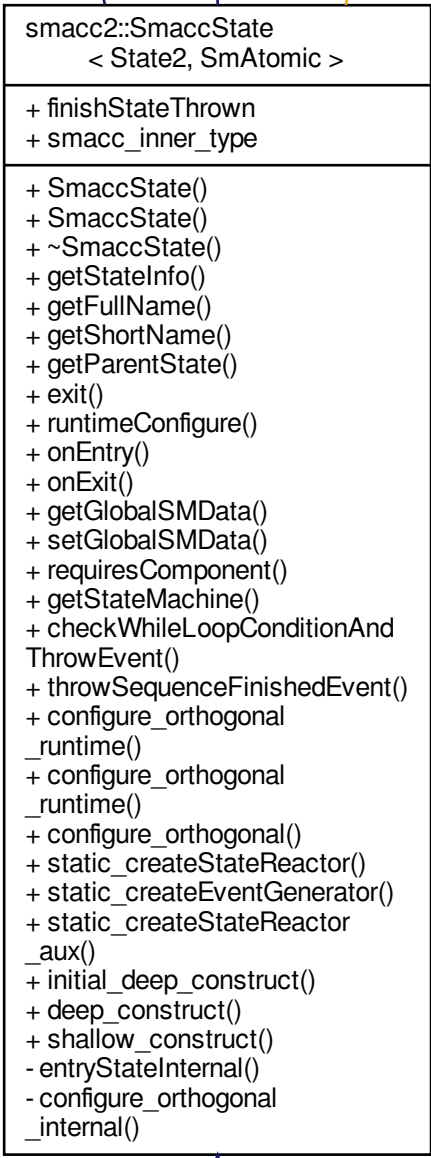 smacc2::SmaccState
< State2, SmAtomic >
+ finishStateThrown
+ smacc_inner_type
+ SmaccState()
+ SmaccState()
+ ~SmaccState()
+ getStateInfo()
+ getFullName()
+ getShortName()
+ getParentState()
+ exit()
+ runtimeConfigure()
+ onEntry()
+ onExit()
+ getGlobalSMData()
+ setGlobalSMData()
+ requiresComponent()
+ getStateMachine()
+ checkWhileLoopConditionAnd
ThrowEvent()
+ throwSequenceFinishedEvent()
+ configure_orthogonal
_runtime()
+ configure_orthogonal
_runtime()
+ configure_orthogonal()
+ static_createStateReactor()
+ static_createEventGenerator()
+ static_createStateReactor
_aux()
+ initial_deep_construct()
+ deep_construct()
+ shallow_construct()
- entryStateInternal()
- configure_orthogonal
_internal()